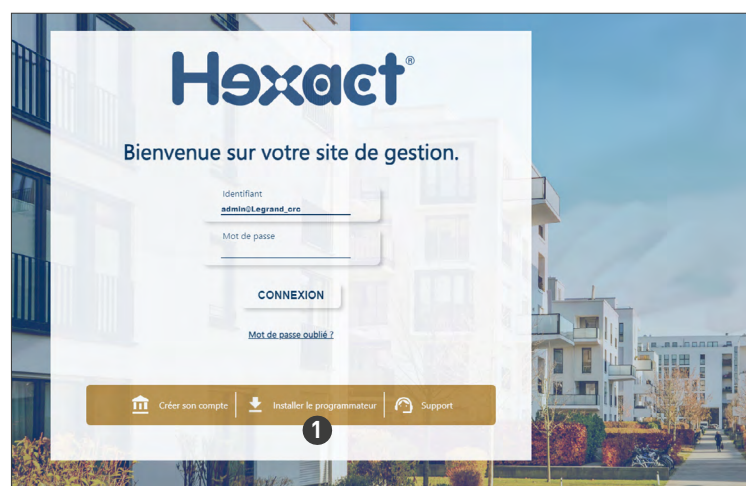 Hexact®
Bienvenue sur votre site de gestion.
Identifiant
admin@Legrand_crc
Mot de passe
CONNEXION
Mot de passe oublié ?
Créer son compte Installer le programmateur Support
1